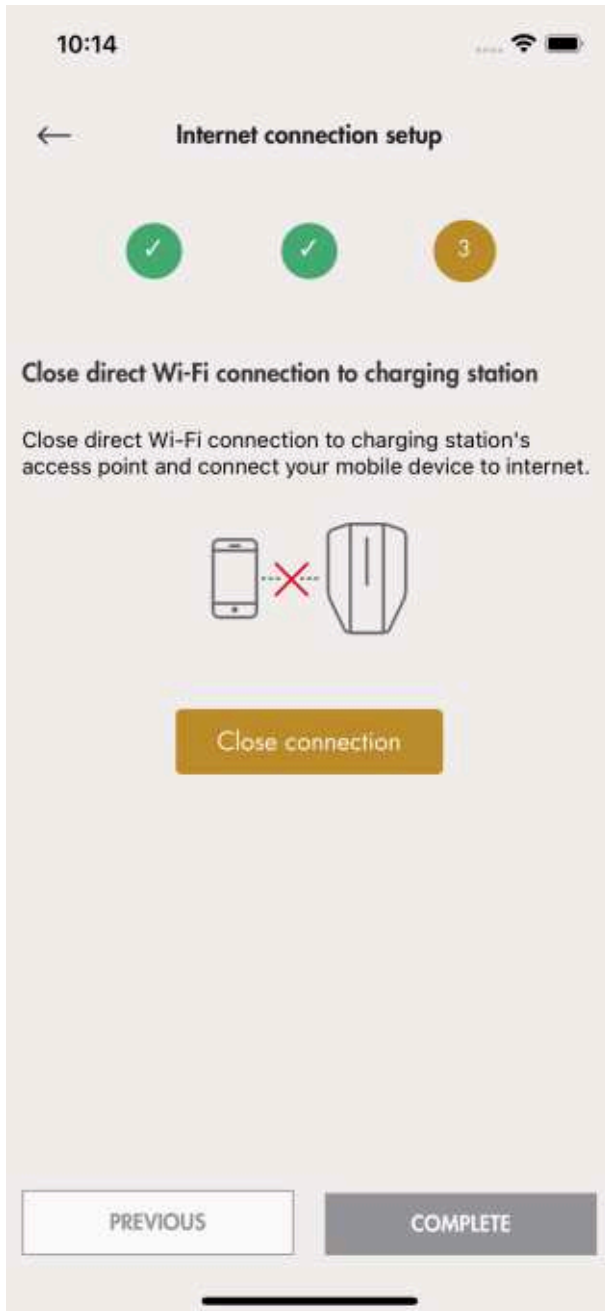 10:14
Internet connection setup
3
Close direct Wi-Fi connection to charging station
Close direct Wi-Fi connection to charging station's
access point and connect your mobile device to internet.
Close connection
PREVIOUS
COMPLETE